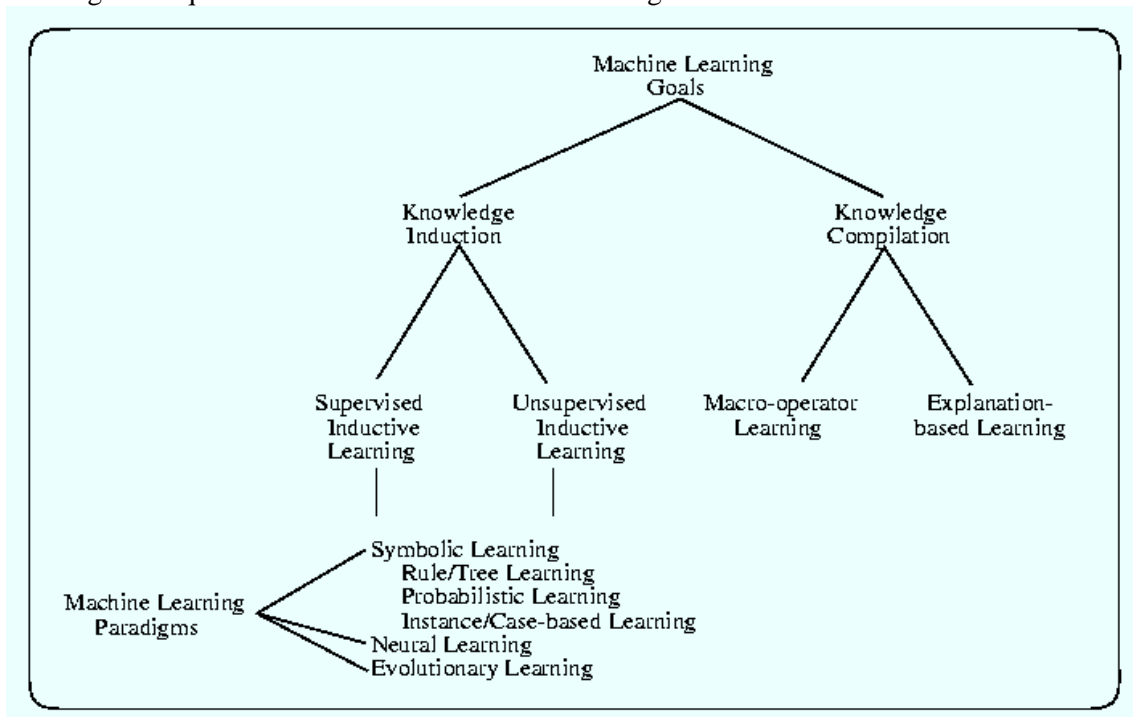 Machine Learning
Goals
Knowledge
Induction
Knowledge
Compilation
Supervised
Inductive
Learning
Unsupervised
Inductive
Learning
Macro-operator
Learning
Explanation-
based Learning
Machine Learning
Paradigms
Symbolic Learning
Rule/Tree Learning
Probabilistic Learning
Instance/Case-based Learning
Neural Learning
Evolutionary Learning